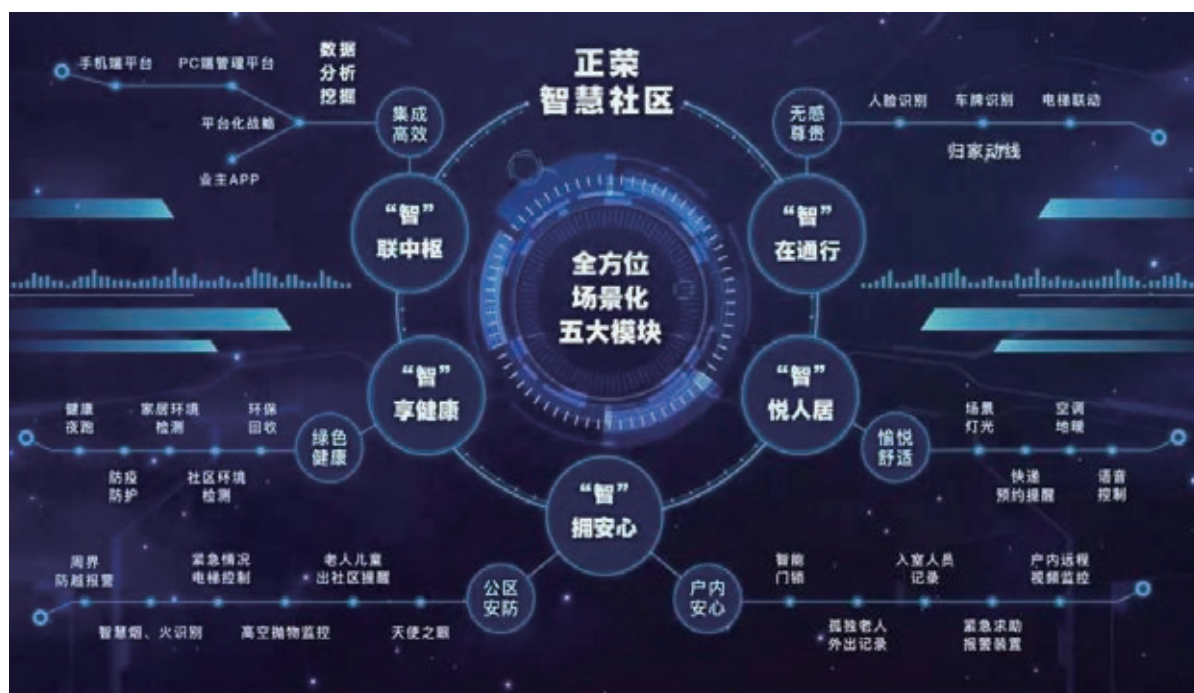 正荣
智慧社区
全方位
场景化
五大模块
手机端平台
PC端管理平台
数据
分析
挖掘
平台化战略
业主APP
集成
高效
“智”
联中枢
无感
尊贵
人脸识别
车牌识别
电梯联动
归家动线
“智”
在通行
“智”
享健康
绿色
健康
健康
夜跑
家居环境
检测
环保
回收
防疫
防护
社区环境
检测
“智”
悦人居
愉悦
舒适
场景
灯光
空调
地暖
快递
预约提醒
语音
控制
“智”
拥安心
公区
安防
周界
防越报警
紧急情况
电梯控制
老人儿童
出社区提醒
智慧烟、火识别
高空抛物监控
天使之眼
户内
安心
智能
门锁
入室人员
记录
户内远程
视频监控
孤独老人
外出记录
紧急求助
报警装置